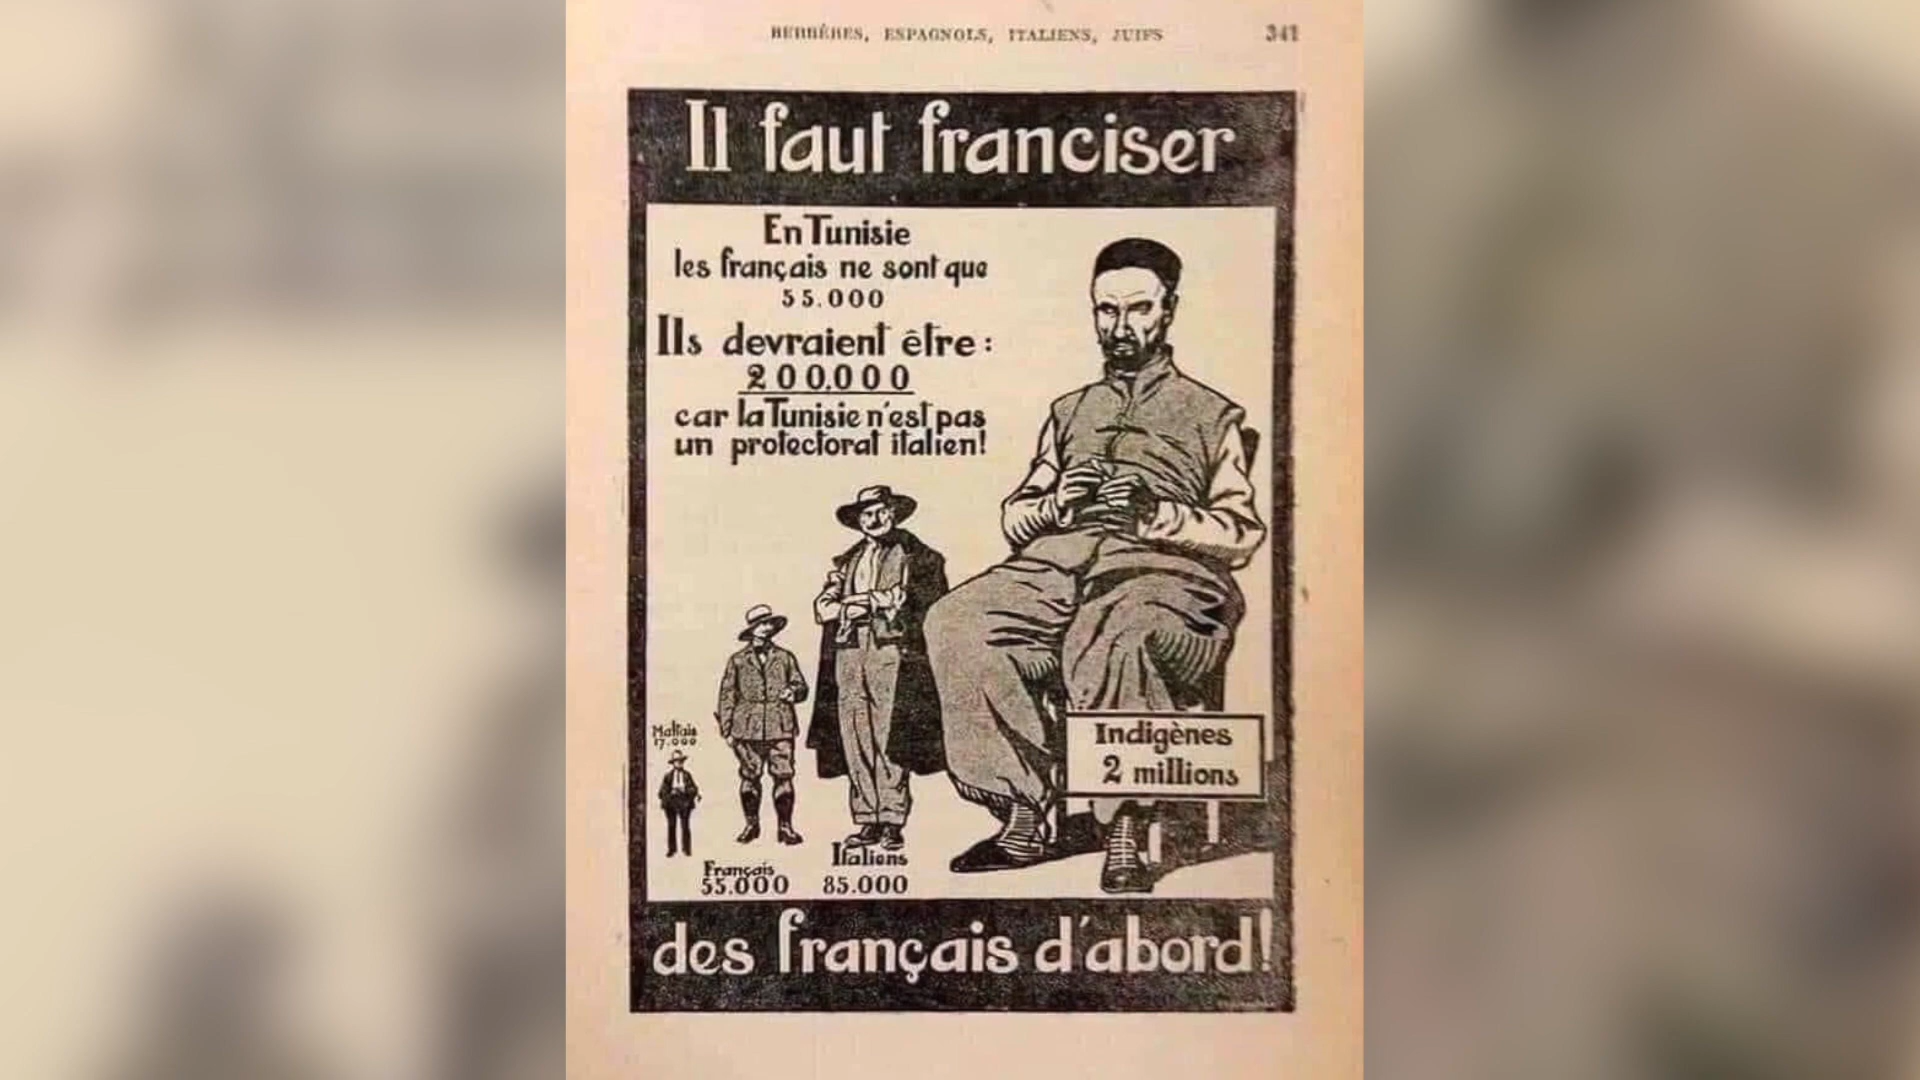 BERBÈRES, ESPAGNOLS, ITALIENS, JUIFS 341
Il faut franciser
En Tunisie
les français ne sont que
55.000
Ils devraient être :
200.000
car la Tunisie n'est pas
un protectorat italien!
Maltais
17.000
Français
55.000
Italiens
85.000
Indigènes
2 millions
des français d'abord!